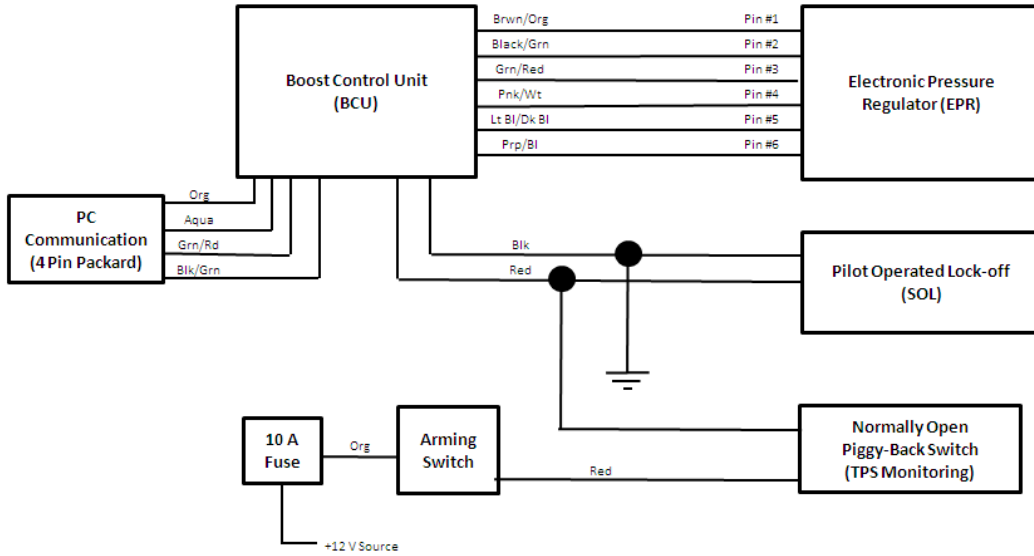 Brwn/Org Pin #1
Black/Grn Pin #2
Grn/Red Pin #3
Pnk/Wt Pin #4
Lt Bl/Dk Bl Pin #5
Prp/Bl Pin #6
Boost Control Unit
(BCU)
Electronic Pressure
Regulator (EPR)
PC
Communication
(4 Pin Packard)
Org
Aqua
Grn/Rd
Blk/Grn
Blk
Red
Pilot Operated Lock-off
(SOL)
10 A
Fuse
Org
Arming
Switch
Red
Normally Open
Piggy-Back Switch
(TPS Monitoring)
+12 V Source